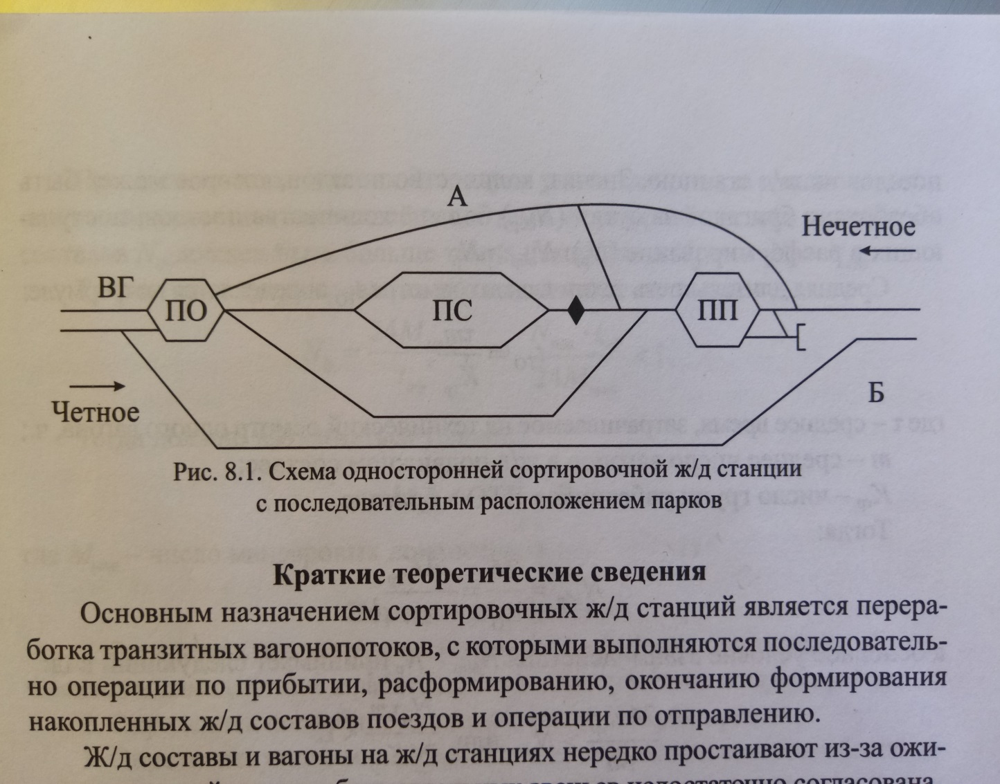 А
Нечетное
ВГ
ПО
ПС
ПП
Четное
Б
Рис. 8.1. Схема односторонней сортировочной ж/д станции
с последовательным расположением парков
Краткие теоретические сведения
Основным назначением сортировочных ж/д станций является перера-
ботка транзитных вагонопотоков, с которыми выполняются последователь-
но операции по прибытии, расформированию, окончанию формирования
накопленных ж/д составов поездов и операции по отправлению.
Ж/д составы и вагоны на ж/д станциях нередко простаивают из-за ожи-
недостаточно согласована